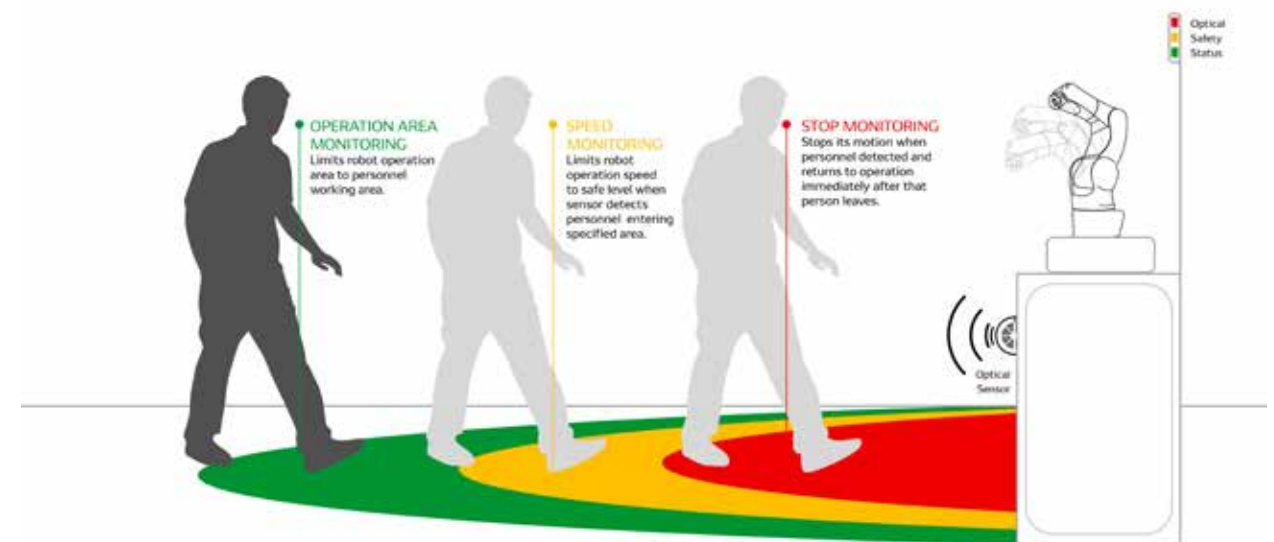 Optical
Safety
Status
OPERATION AREA
MONITORING
Limits robot operation
area to personnel
working area.
SPEED
MONITORING
Limits robot
operation speed
to safe level when
sensor detects
personnel entering
specified area.
STOP MONITORING
Stops its motion when
personnel detected and
returns to operation
immediately after that
person leaves.
Optical
Sensor